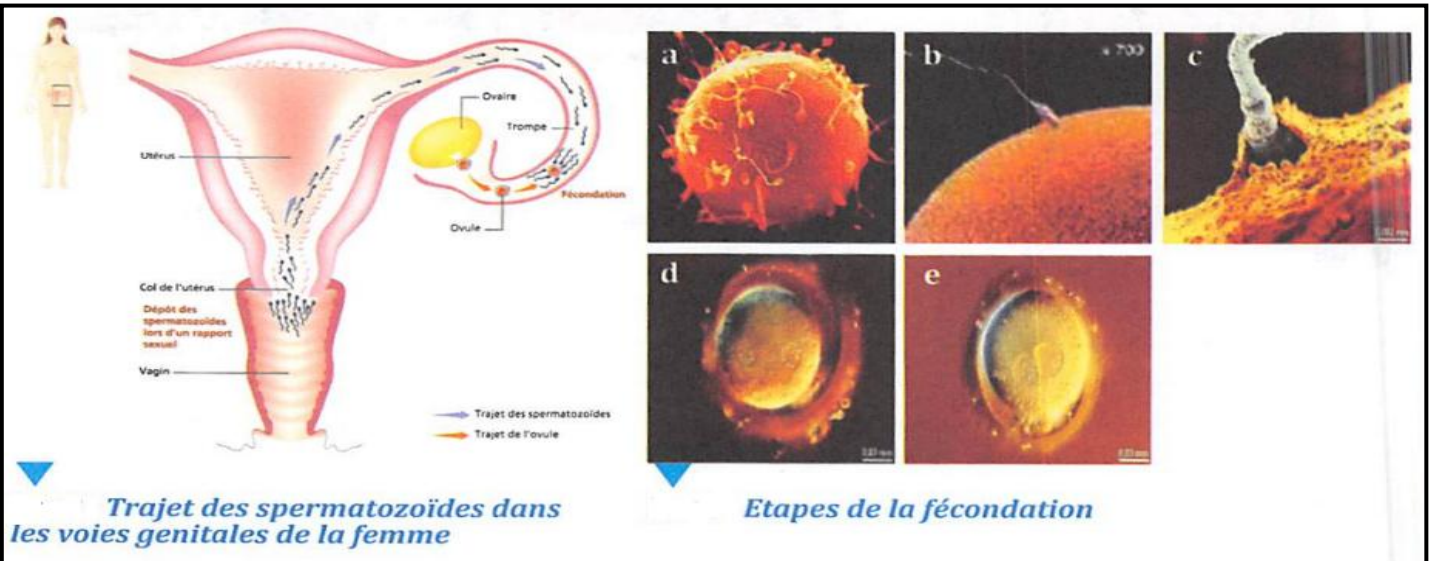 Ovaire
Trompe
Utérus
Fécondation
Ovule
Col de l'utérus
Dépôt des
spermatozoïdes
lors d'un rapport
sexuel
Vagin
Trajet des spermatozoïdes
Trajet de l'ovule
Trajet des spermatozoïdes dans
les voies genitales de la femme
a
b
x 700
c
d
e
Etapes de la fécondation